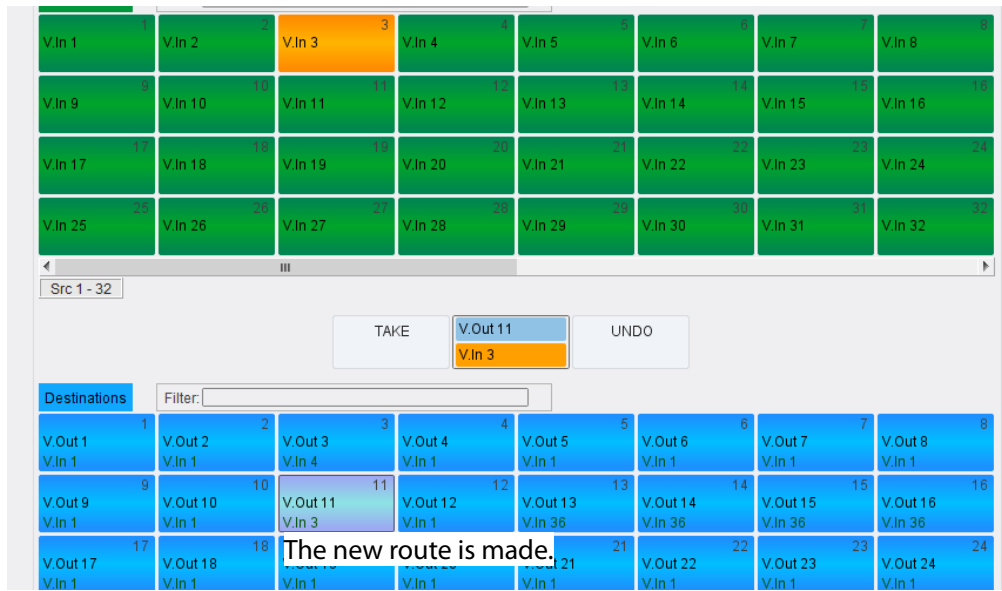 1 2 3 4 5 6 7 8
V.In 1 V.In 2 V.In 3 V.In 4 V.In 5 V.In 6 V.In 7 V.In 8
9 10 11 12 13 14 15 16
V.In 9 V.In 10 V.In 11 V.In 12 V.In 13 V.In 14 V.In 15 V.In 16
17 18 19 20 21 22 23 24
V.In 17 V.In 18 V.In 19 V.In 20 V.In 21 V.In 22 V.In 23 V.In 24
25 26 27 28 29 30 31 32
V.In 25 V.In 26 V.In 27 V.In 28 V.In 29 V.In 30 V.In 31 V.In 32
Src 1 - 32
TAKE V.Out 11 UNDO
V.In 3
Destinations Filter:
1 2 3 4 5 6 7 8
V.Out 1 V.Out 2 V.Out 3 V.Out 4 V.Out 5 V.Out 6 V.Out 7 V.Out 8
V.In 1 V.In 1 V.In 4 V.In 1 V.In 1 V.In 1 V.In 1 V.In 1
9 10 11 12 13 14 15 16
V.Out 9 V.Out 10 V.Out 11 V.Out 12 V.Out 13 V.Out 14 V.Out 15 V.Out 16
V.In 1 V.In 1 V.In 3 V.In 1 V.In 36 V.In 36 V.In 36 V.In 36
17 18 21 22 23 24
The new route is made.
V.Out 17 V.Out 18 21 V.Out 22 V.Out 23 V.Out 24
V.In 1 V.In 1 V.In 1 V.In 1 V.In 1 V.In 1 V.In 1 V.In 1